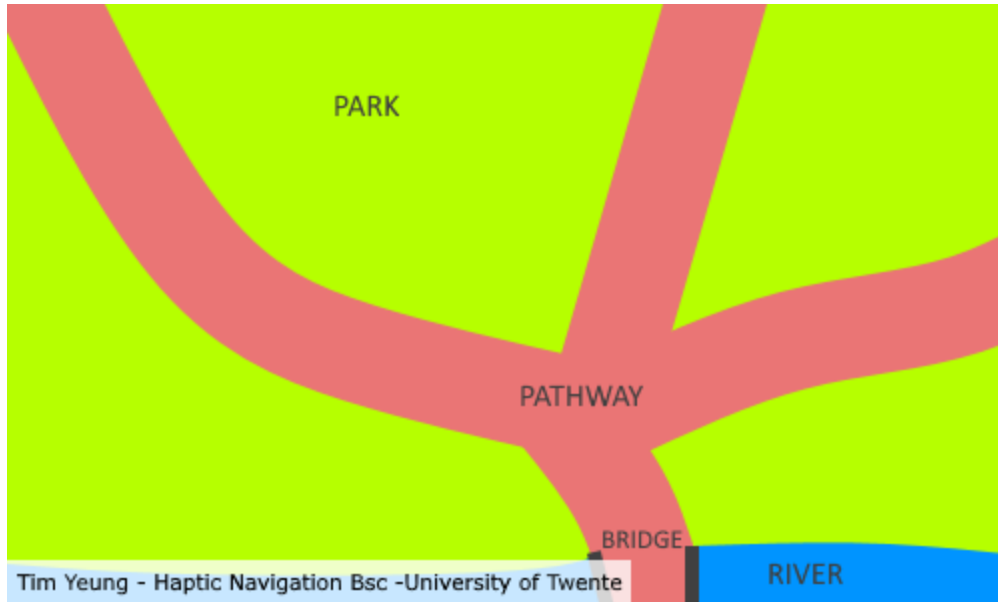 PARK
PATHWAY
BRIDGE
RIVER
Tim Yeung - Haptic Navigation Bsc -University of Twente